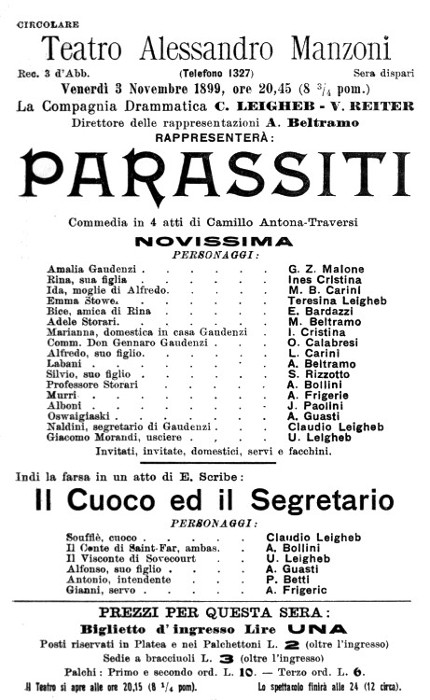 CIRCOLARE
Teatro Alessandro Manzoni
Rec. 3 d'Abb. (Telefono 1327) Sera dispari
Venerdì 3 Novembre 1899, ore 20,45 (8 3/4 pom.)
La Compagnia Drammatica C. LEIGHEB - V. REITER
Direttore delle rappresentazioni A. Beltramo
RAPPRESENTERÀ:
PARASSITI
Commedia in 4 atti di Camillo Antona-Traversi
NOVISSIMA
PERSONAGGI:
Amalia Gaudenzi . . . . . . G. Z. Malone
Rina, sua figlia . . . . . . Ines Cristina
Ida, moglie di Alfredo. . . . . M. B. Carini
Emma Stowe. . . . . . . Teresina Leigheb
Bice, amica di Rina . . . . . E. Bardazzi
Adele Storari. . . . . . . M. Beltramo
Marianna, domestica in casa Gaudenzi . . I. Cristina
Comm. Don Gennaro Gaudenzi . . . O. Calabresi
Alfredo, suo figlio. . . . . . L. Carini
Labani . . . . . . . . A. Beltramo
Silvio, suo figlio . . . . . . S. Rizzotto
Professore Storari . . . . . A. Bollini
Murri . . . . . . . . A. Frigerie
Alboni . . . . . . . . J. Paolini
Oswaigiaski . . . . . . . A. Guasti
Naldini, segretario di Gaudenzi . . . Claudio Leigheb
Giacomo Morandi, usciere . . . . U. Leigheb
Invitati, invitate, domestici, servi e facchini.
Indi la farsa in un atto di E. Scribe:
Il Cuoco ed il Segretario
PERSONAGGI:
Soufflè, cuoco . . . . . Claudio Leigheb
Il Conte di Saint-Far, ambas. . . A. Bollini
Il Visconte di Sovecourt . . . U. Leigheb
Alfonso, suo figlio . . . . . A. Guasti
Antonio, intendente . . . . P. Betti
Gianni, servo . . . . . A. Frigeric
PREZZI PER QUESTA SERA:
Biglietto d'ingresso Lire UNA
Posti riservati in Platea e nei Palchettoni L. 2 (oltre l'ingresso)
Sedie a bracciuoli L. 3 (oltre l'ingresso)
Palchi: Primo e secondo ord. L. 10. — Terzo ord. L. 6.
Il Teatro si apre alle ore 20,15 (8 1/4 pom.). Lo spettacolo finirà alle 24 (12 circa).